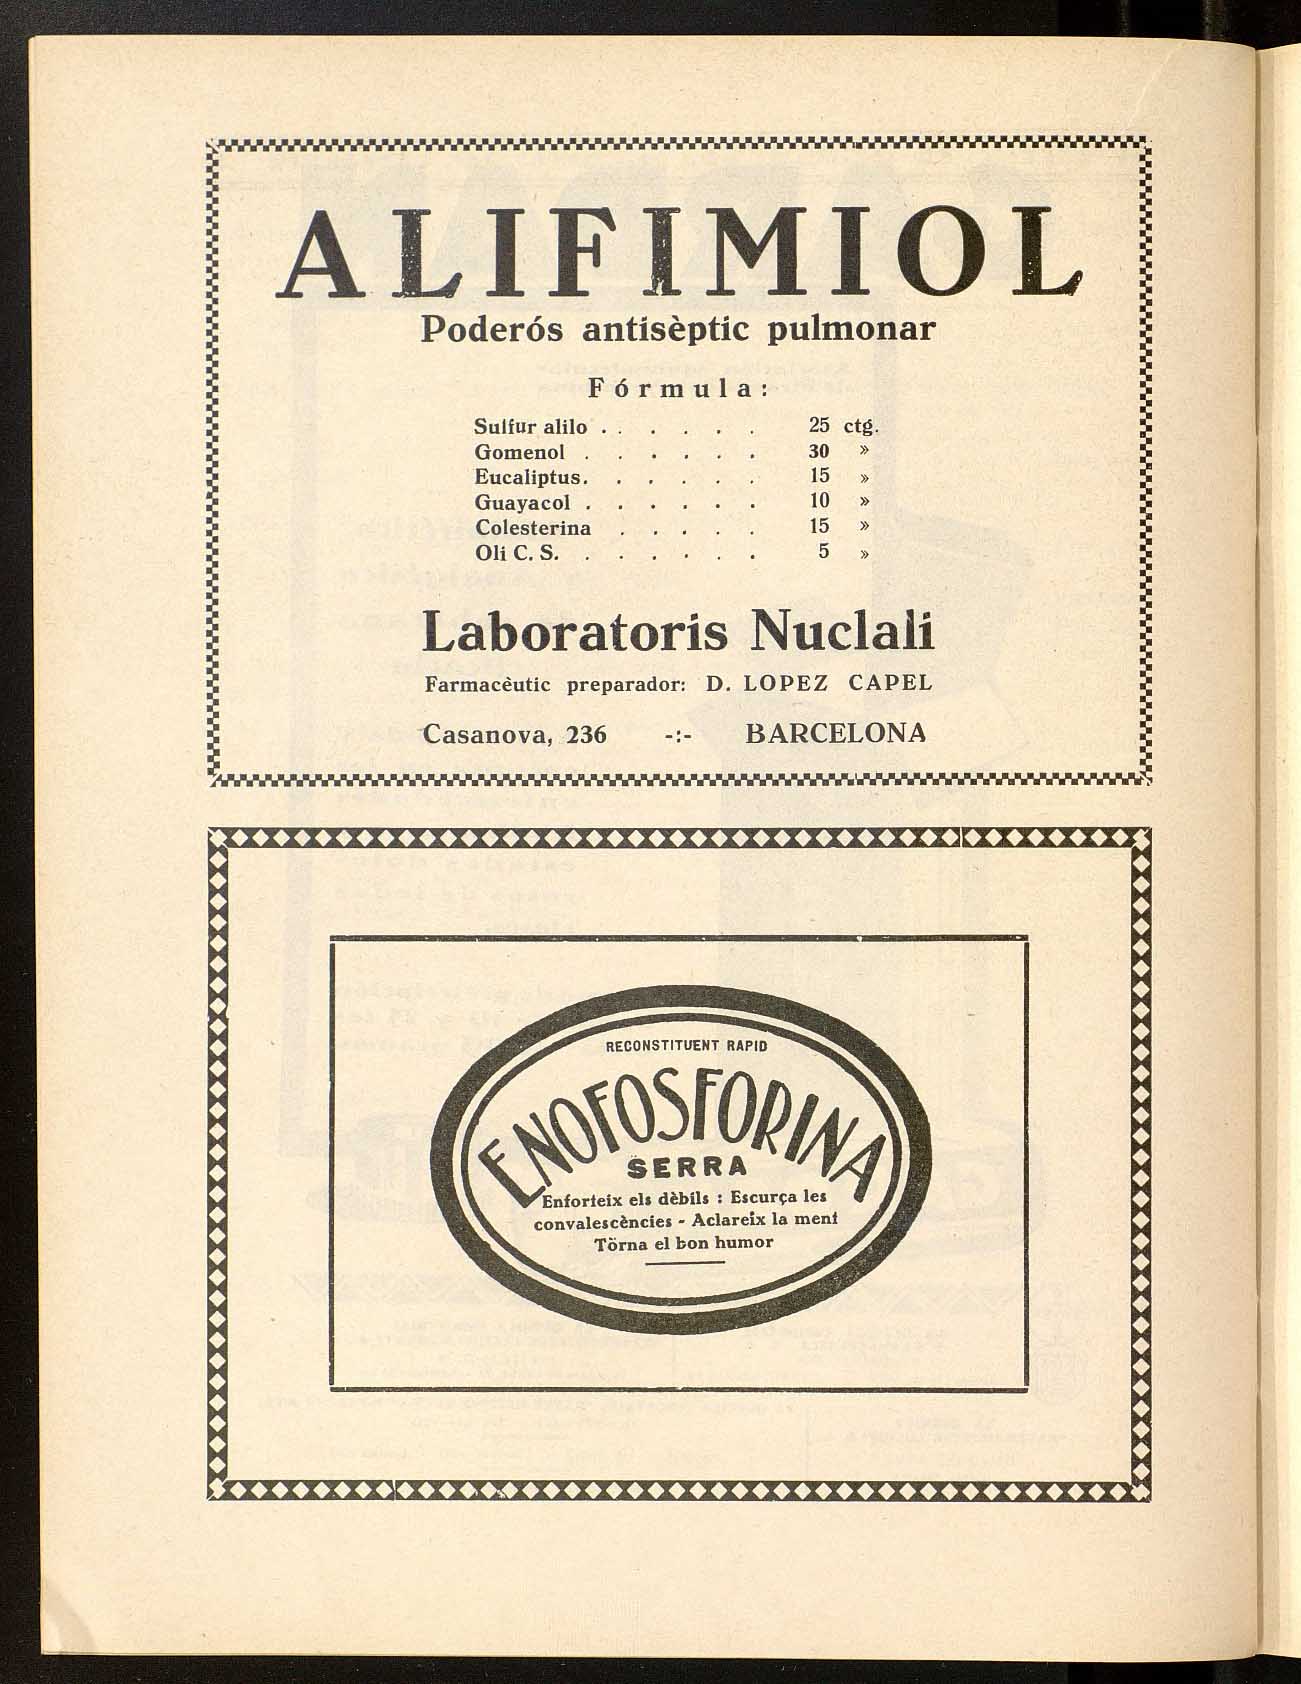 ALIFIMIOL
Poderós antisèptic pulmonar
Fórmula:
Sulfur alilo . . . . . . . 25 ctg.
Gomenol . . . . . . 30 »
Eucaliptus. . . . . . 15 »
Guayacol . . . . . . 10 »
Colesterina . . . . . 15 »
Oli C. S. . . . . . . 5 »
Laboratoris Nuclali
Farmacèutic preparador: D. LOPEZ CAPEL
Casanova, 236 -:- BARCELONA
RECONSTITUENT RAPID
ENOFOSFORINA
SERRA
Enforteix els dèbils : Escurça les
convalescències - Aclareix la ment
Törna el bon humor